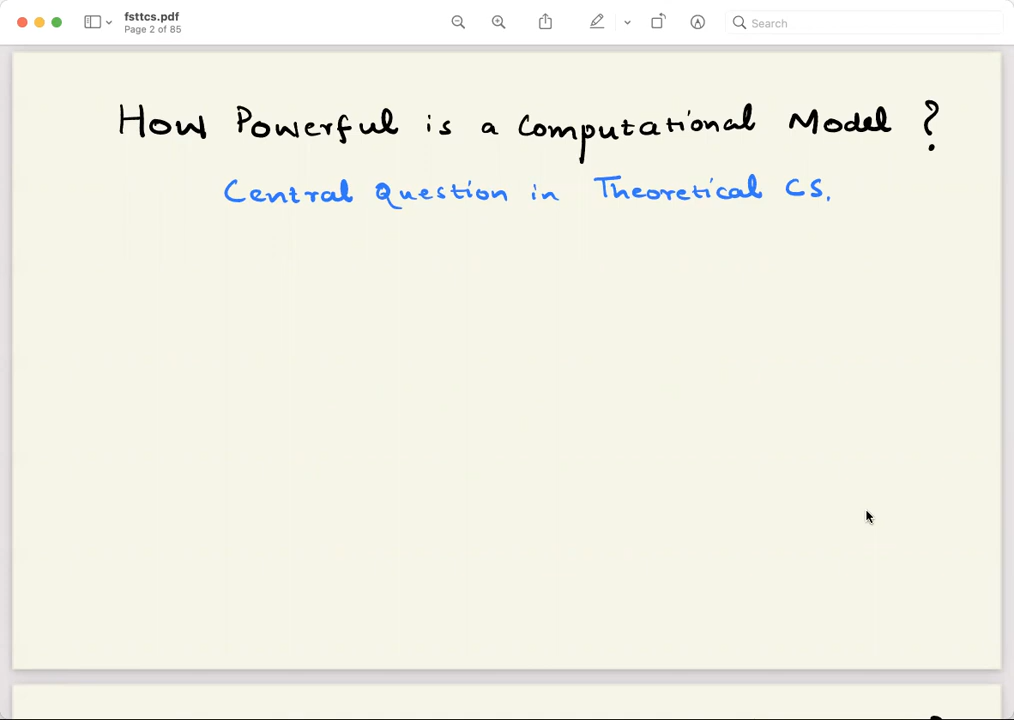 fsttcs.pdf
Page 2 of 85
Search
How Powerful is a Computational Model ?
Central Question in Theoretical CS.